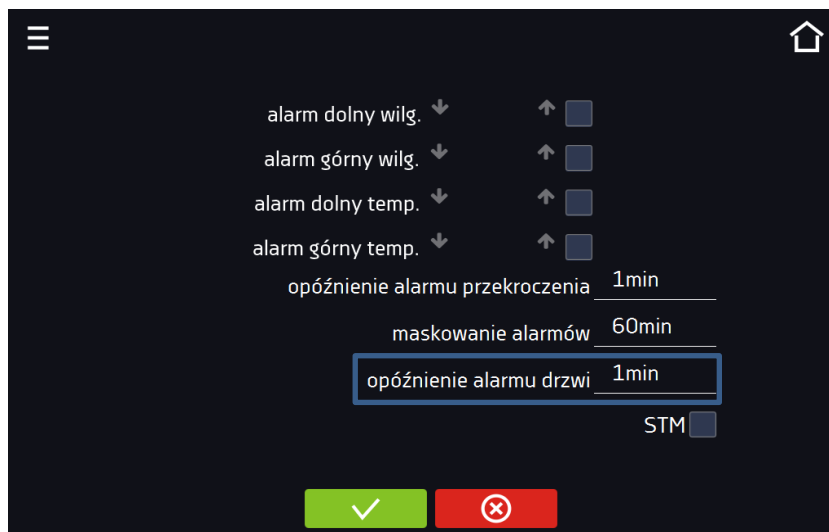 alarm dolny wilg.
alarm górny wilg.
alarm dolny temp.
alarm górny temp.
opóźnienie alarmu przekroczenia 1min
maskowanie alarmów 60min
opóźnienie alarmu drzwi 1min
STM